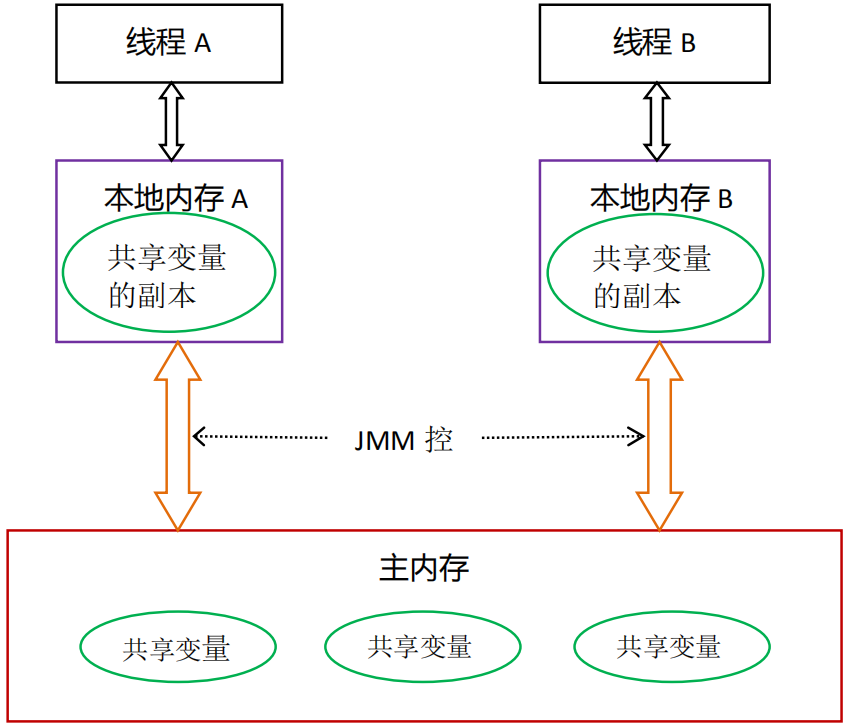 线程 A
线程 B
本地内存 A
共享变量
的副本
本地内存 B
共享变量
的副本
JMM 控
主内存
共享变量
共享变量
共享变量